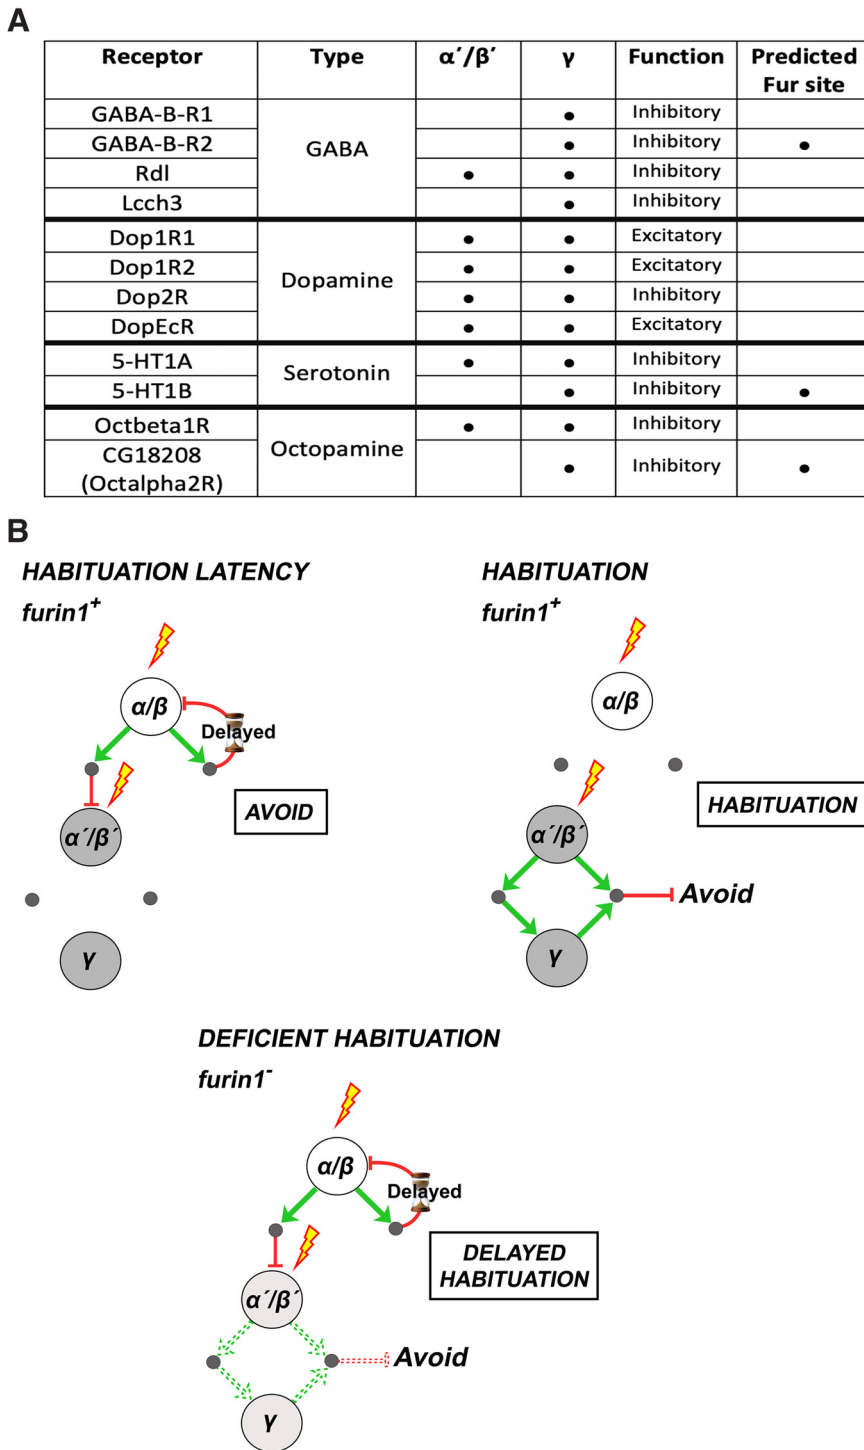 A
Receptor Type α´/β´ γ Function Predicted
Fur site
GABA-B-R1 GABA • Inhibitory
GABA-B-R2 • Inhibitory •
Rdl • • Inhibitory
Lcch3 • Inhibitory
Dop1R1 Dopamine • • Excitatory
Dop1R2 • • Excitatory
Dop2R • • Inhibitory
DopEcR • • Excitatory
5-HT1A Serotonin • • Inhibitory
5-HT1B • Inhibitory •
Octbeta1R Octopamine • • Inhibitory
CG18208
(Octalpha2R) • Inhibitory •
B
HABITUATION LATENCY
furin1+
α/β
Delayed
AVOID
α´/β´
γ
HABITUATION
furin1+
α/β
HABITUATION
α´/β´
Avoid
γ
DEFICIENT HABITUATION
furin1-
α/β
Delayed
DELAYED
HABITUATION
α´/β´
Avoid
γ